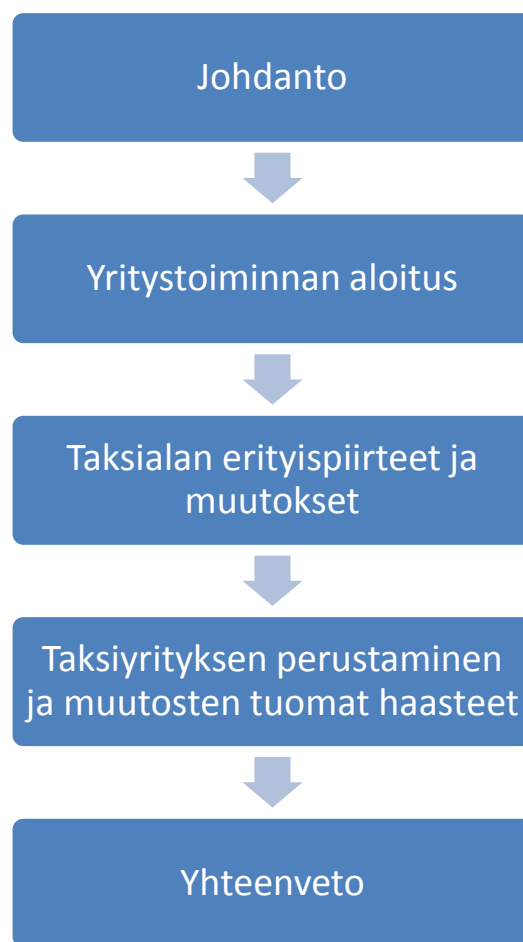 Johdanto
Yritystoiminnan aloitus
Taksialan erityispiirteet ja
muutokset
Taksiyrityksen perustaminen
ja muutosten tuomat haasteet
Yhteenveto